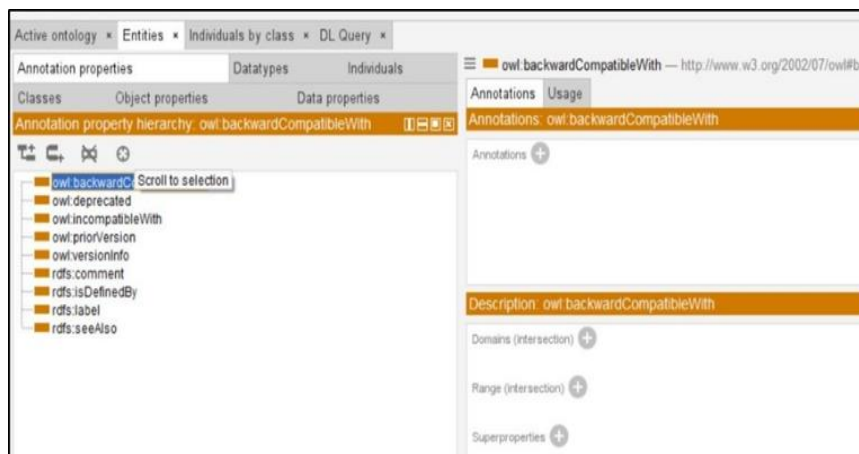 Active ontology × Entities × Individuals by class × DL Query ×
Annotation properties Datatypes Individuals
Classes Object properties Data properties
Annotation property hierarchy: owl:backwardCompatibleWith
owl:backwardC Scroll to selection
owl:deprecated
owl:incompatibleWith
owl:priorVersion
owl:versionInfo
rdfs:comment
rdfs:isDefinedBy
rdfs:label
rdfs:seeAlso
owl:backwardCompatibleWith — http://www.w3.org/2002/07/owl#b
Annotations Usage
Annotations: owl:backwardCompatibleWith
Annotations
Description: owl:backwardCompatibleWith
Domains (intersection)
Range (intersection)
Superproperties